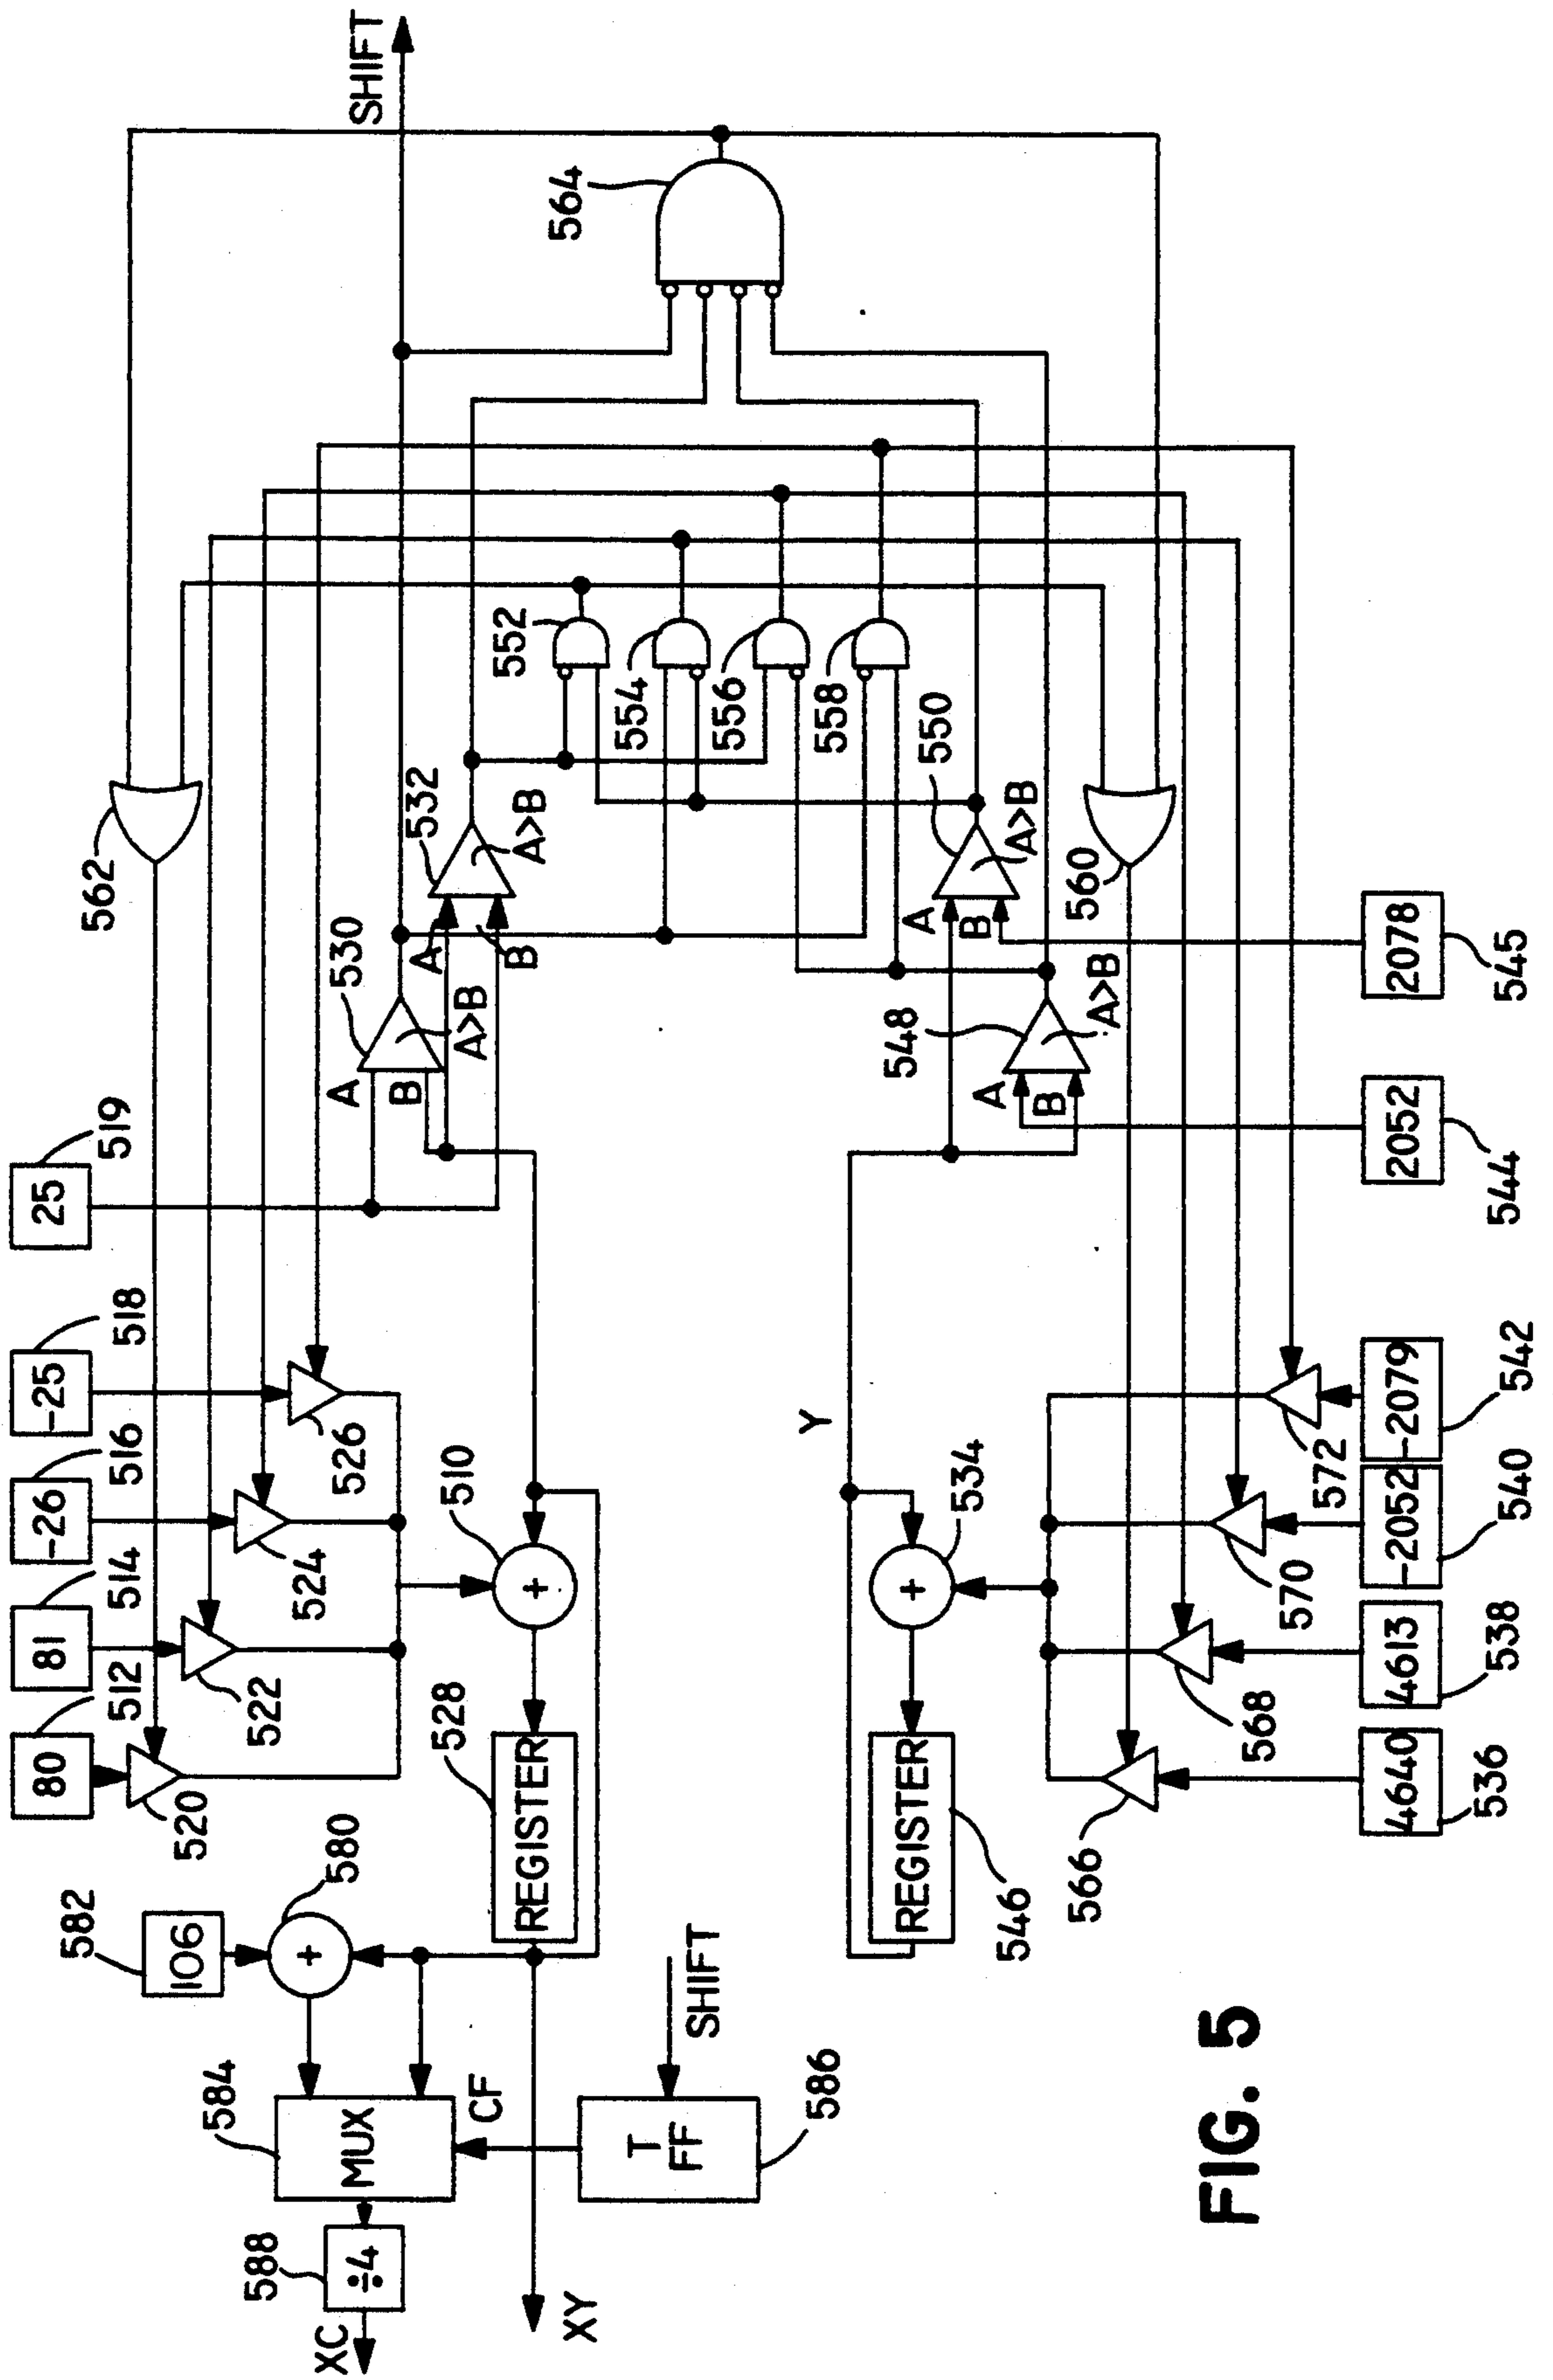 SHIFT
564
562
532
A>B
A
B
530
A>B
A
B
552
554
556
558
550
A>B
A
B
560
548
A>B
A
B
2078
545
2052
544
25
519
-25
518
-26
516
81
514
80
512
526
524
522
520
510
+
528
REGISTER
Y
534
+
REGISTER
546
572
570
568
566
-2079
542
-2052
540
4613
538
4640
536
580
582
106
+
584
MUX
CF
SHIFT
T
FF
586
588
÷4
XC
XY
FIG. 5